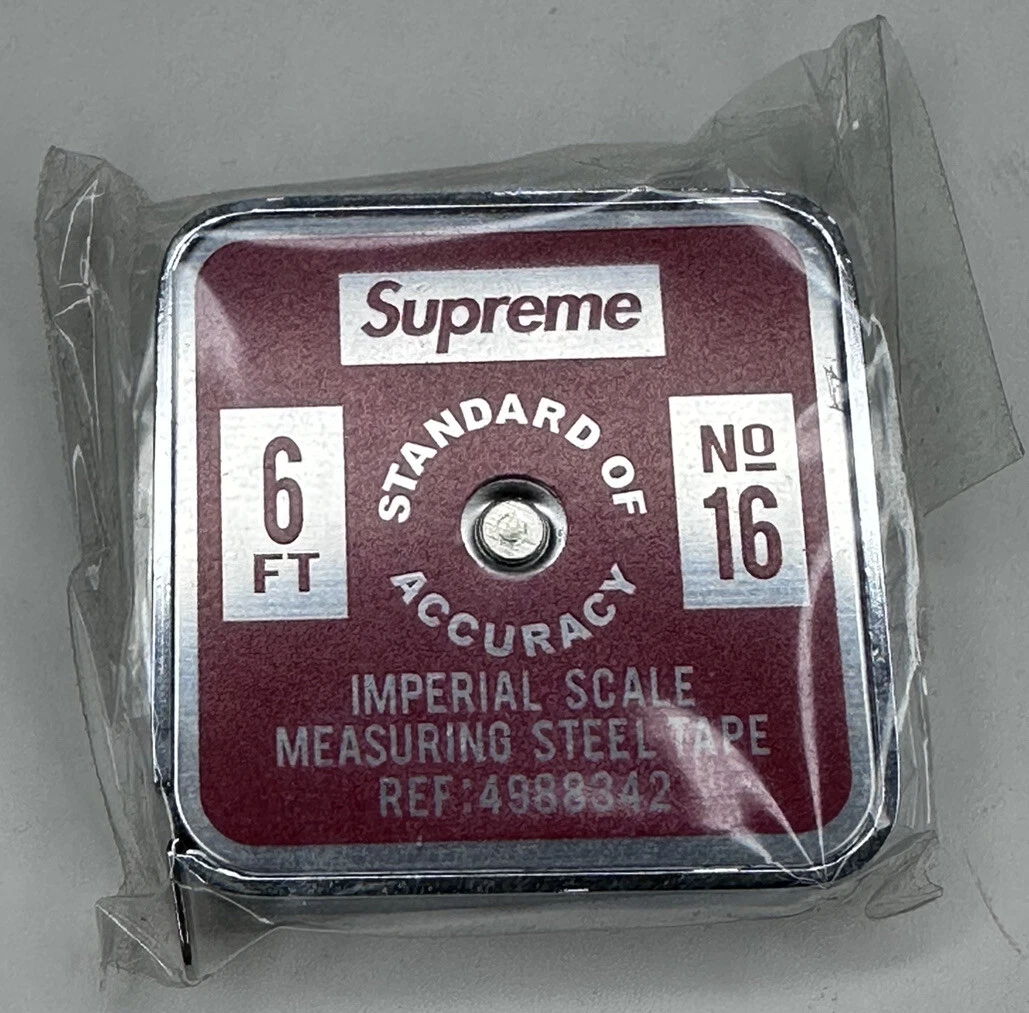 Supreme
6
FT
STANDARD OF
ACCURACY
Nº
16
IMPERIAL SCALE
MEASURING STEEL TAPE
REF:4988342